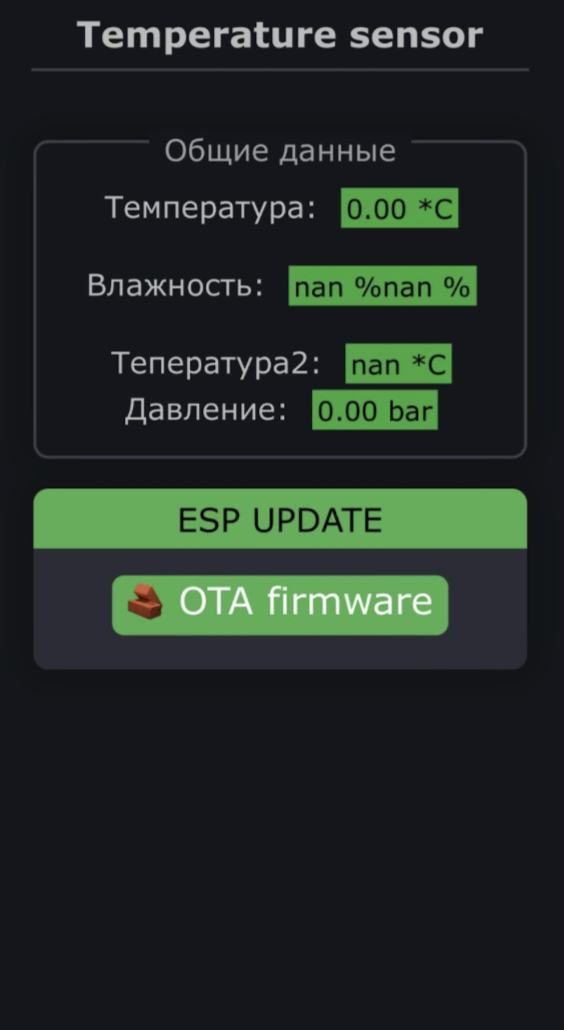 Temperature sensor
Общие данные
Температура: 0.00 *C
Влажность: nan %nan %
Тепература2: nan *C
Давление: 0.00 bar
ESP UPDATE
OTA firmware